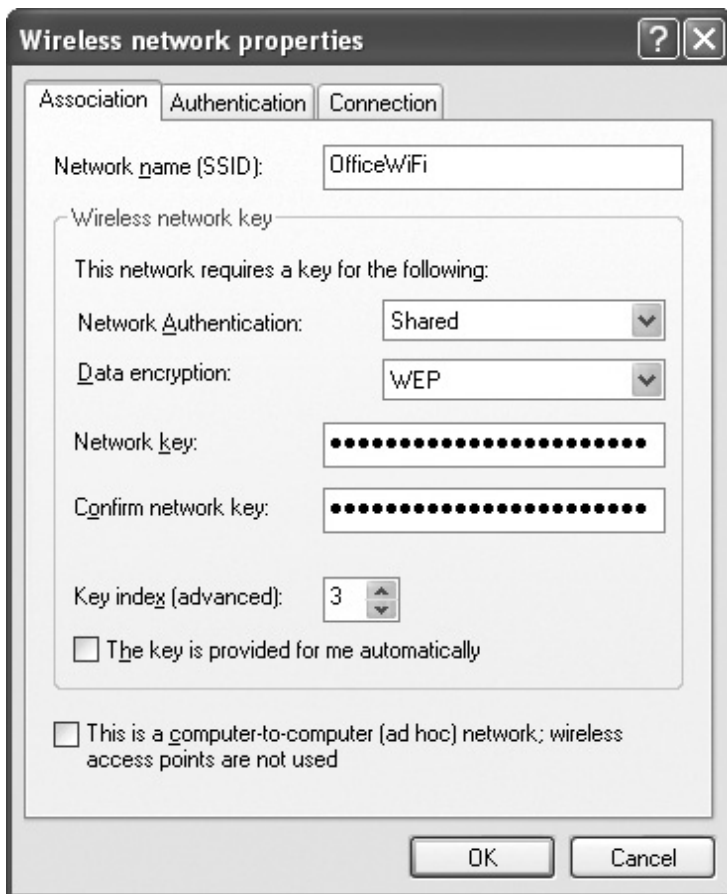 Wireless network properties
Association Authentication Connection
Network name (SSID): OfficeWiFi
Wireless network key
This network requires a key for the following:
Network Authentication: Shared
Data encryption: WEP
Network key: ●●●●●●●●●●●●●●●●●●●●●●●
Confirm network key: ●●●●●●●●●●●●●●●●●●●●●●●
Key index (advanced): 3
The key is provided for me automatically
This is a computer-to-computer (ad hoc) network; wireless
access points are not used
OK Cancel